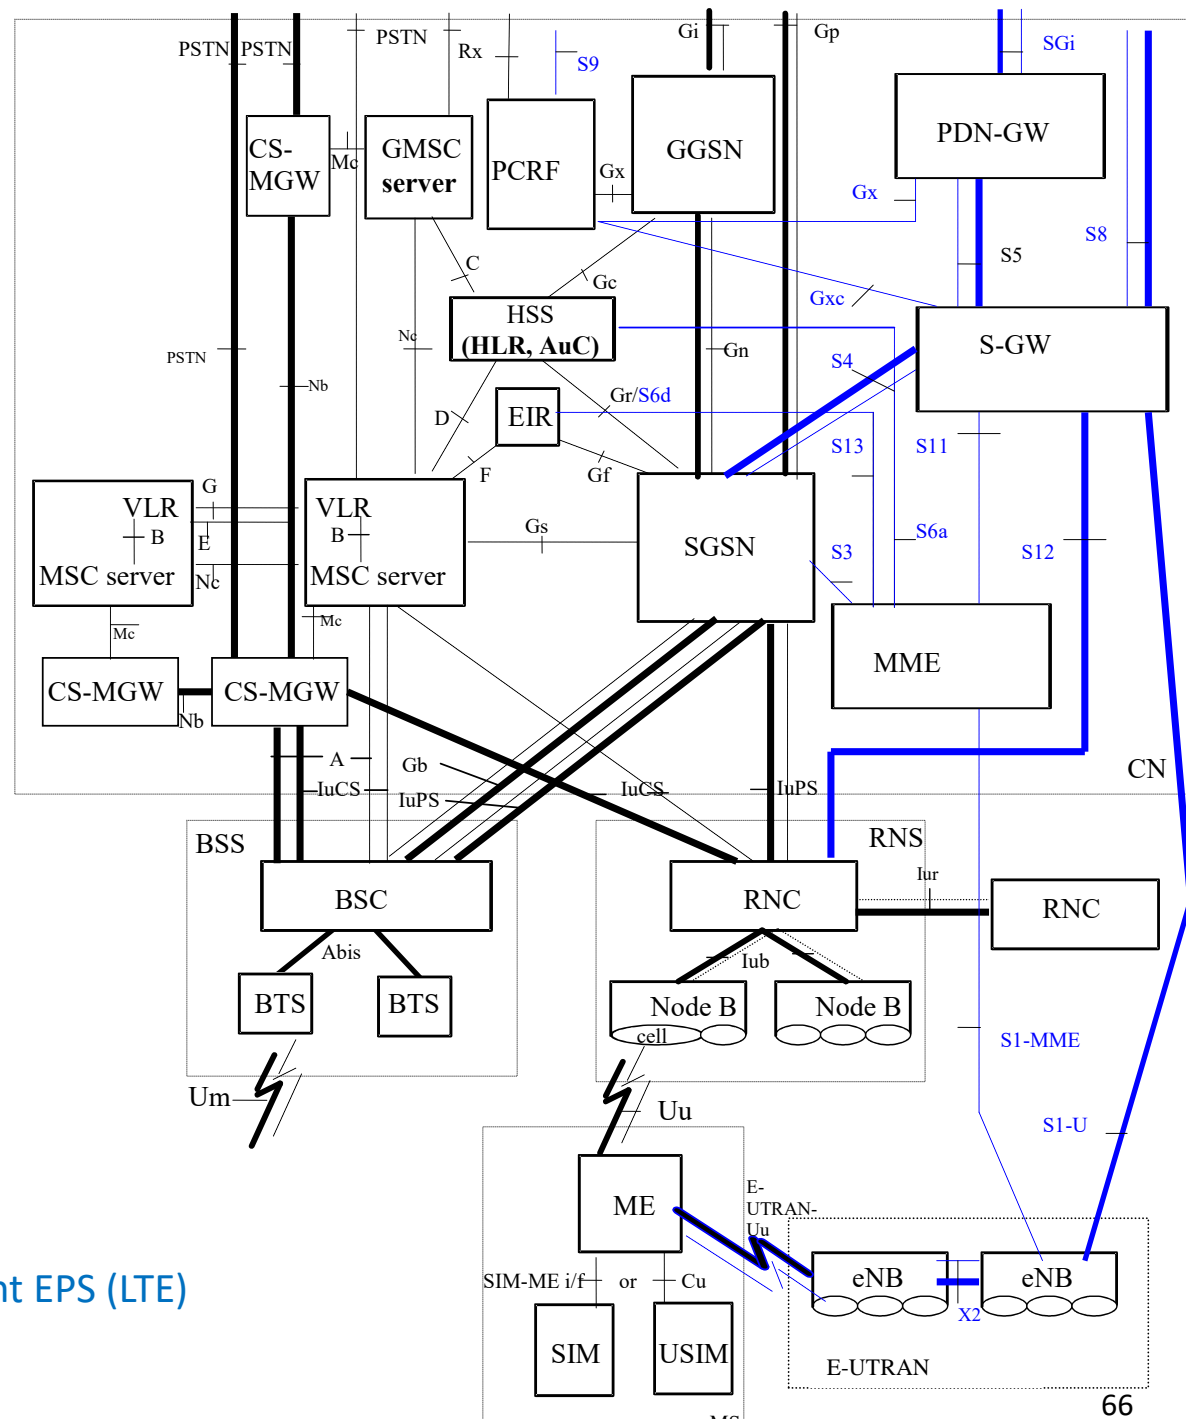 PSTN
PSTN
PSTN
Rx
S9
Gi
Gp
SGi
CS-
MGW
Mc
GMSC
server
PCRF
Gx
GGSN
PDN-GW
Gx
S8
C
Gc
S5
Gxc
HSS
(HLR, AuC)
S-GW
PSTN
Nc
Gn
S4
Nb
D
EIR
Gr/S6d
F
Gf
S13
S11
G
VLR
B
E
MSC server
Nc
VLR
B
MSC server
Gs
SGSN
S3
S6a
S12
Mc
Mc
CS-MGW
CS-MGW
MME
Nb
A
Gb
IuCS
IuPS
IuCS
IuPS
CN
BSS
RNS
BSC
RNC
Iur
RNC
Abis
Iub
BTS
BTS
Node B
Node B
cell
S1-MME
Um
Uu
S1-U
ME
E-
UTRAN-
Uu
eNB
eNB
X2
SIM-ME i/f
or
Cu
nt EPS (LTE)
SIM
USIM
E-UTRAN
66
MS